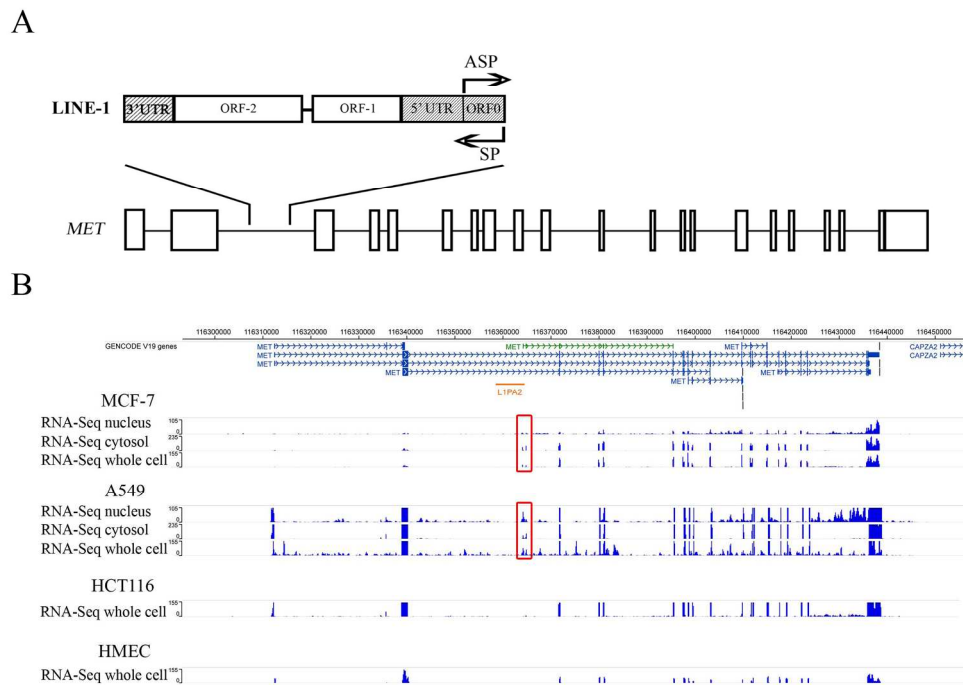 A
ASP
LINE-1 3'UTR ORF-2 ORF-1 5' UTR ORF0
SP
MET
B
116300000 116310000 116320000 116330000 116340000 116350000 116360000 116370000 116380000 116390000 116400000 116410000 116420000 116430000 116440000 116450000
GENCODE V19 genes MET MET MET CAPZA2
MET CAPZA2
MET MET
MET
MET
L1PA2
MCF-7
RNA-Seq nucleus 105 0
RNA-Seq cytosol 235 0
RNA-Seq whole cell 155 0
A549
RNA-Seq nucleus 105 0
RNA-Seq cytosol 235 0
RNA-Seq whole cell 155 0
HCT116
RNA-Seq whole cell 155 0
HMEC
RNA-Seq whole cell 155 0